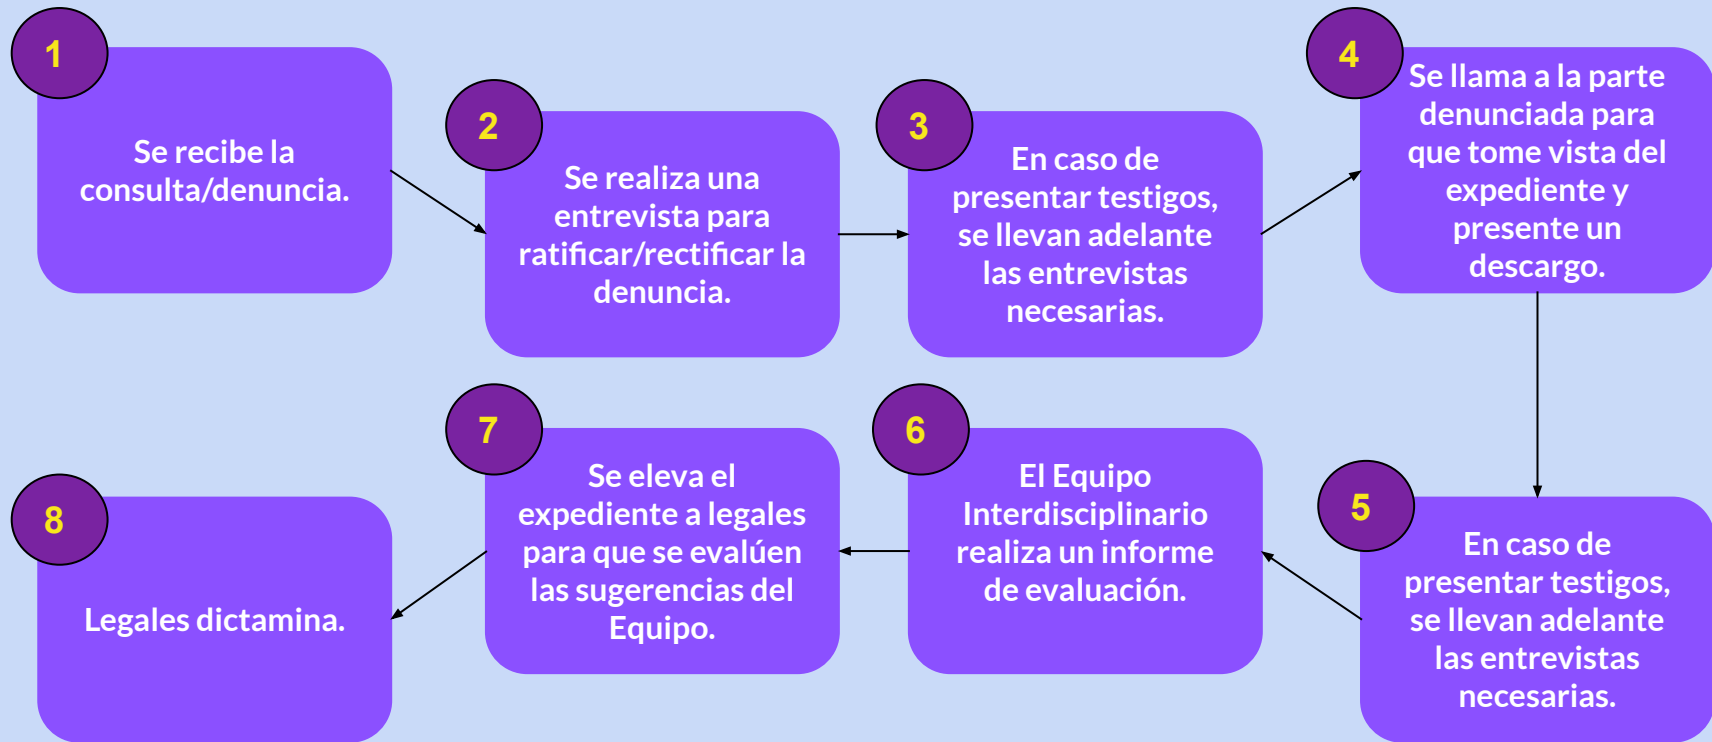 1
Se recibe la
consulta/denuncia.
2
Se realiza una
entrevista para
ratificar/rectificar la
denuncia.
3
En caso de
presentar testigos,
se llevan adelante
las entrevistas
necesarias.
4
Se llama a la parte
denunciada para
que tome vista del
expediente y
presente un
descargo.
5
En caso de
presentar testigos,
se llevan adelante
las entrevistas
necesarias.
6
El Equipo
Interdisciplinario
realiza un informe
de evaluación.
7
Se eleva el
expediente a legales
para que se evalúen
las sugerencias del
Equipo.
8
Legales dictamina.